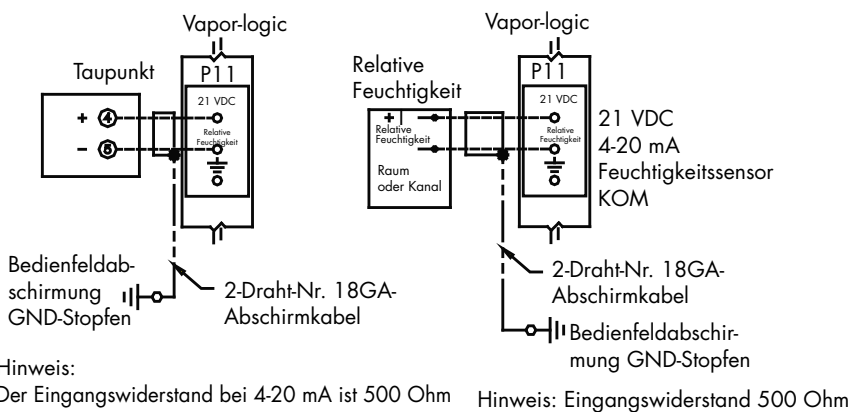 Vapor-logic
Taupunkt
P11
21 VDC
+ 4
Relative
Feuchtigkeit
- 5
Bedienfeldab-
schirmung
GND-Stopfen
2-Draht-Nr. 18GA-
Abschirmkabel
Hinweis:
Der Eingangswiderstand bei 4-20 mA ist 500 Ohm
Vapor-logic
Relative
Feuchtigkeit
P11
21 VDC
+
Relative
Feuchtigkeit
Relative
Feuchtigkeit
Raum
oder Kanal
21 VDC
4-20 mA
Feuchtigkeitssensor
KOM
2-Draht-Nr. 18GA-
Abschirmkabel
Bedienfeldabschir-
mung GND-Stopfen
Hinweis: Eingangswiderstand 500 Ohm